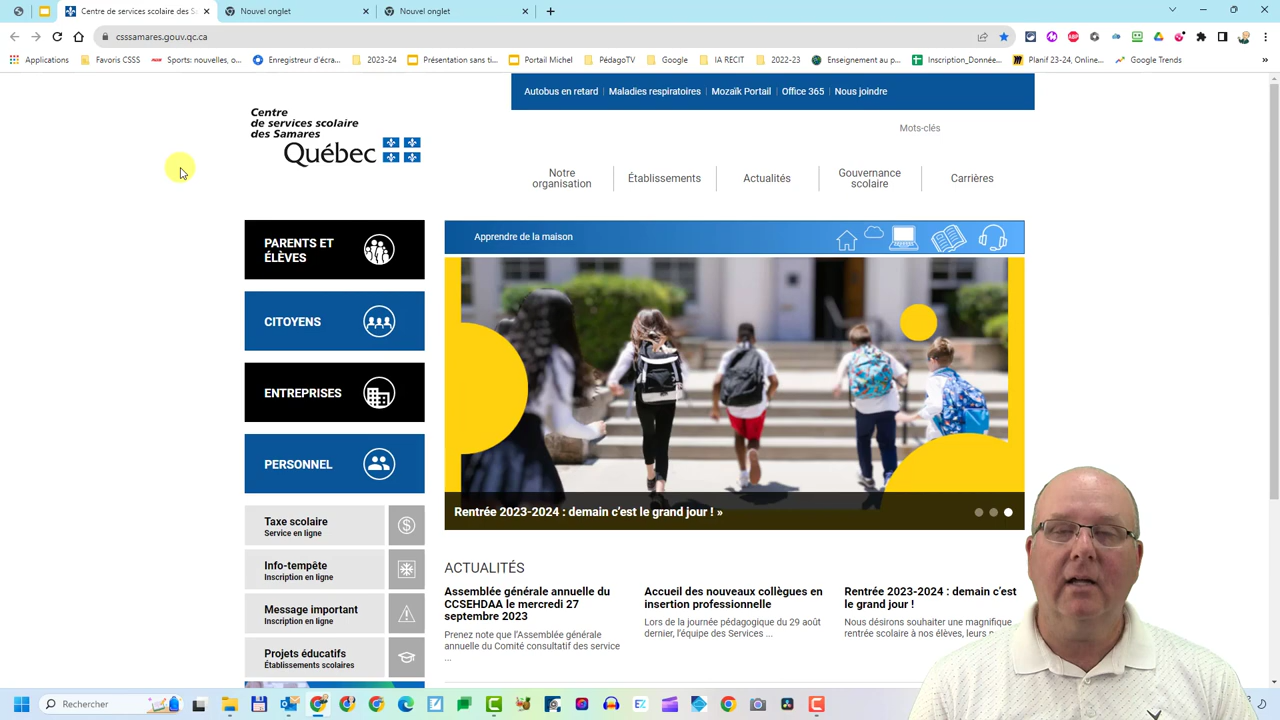 Centre de services scolaire des S
Nouvel onglet
Nouvel onglet
csssamares.gouv.qc.ca
Applications
Favoris CSSS
Sports: nouvelles, o...
Enregistreur d'écra...
2023-24
Présentation sans ti...
Portail Michel
PédagoTV
Google
IA RECIT
2022-23
Enseignement au p...
Inscription_Donnée...
Planif 23-24, Online...
Google Trends
»
Autobus en retard | Maladies respiratoires | Mozaïk Portail | Office 365 | Nous joindre
Centre
de services scolaire
des Samares
Québec
Mots-clés
Notre
organisation
Établissements
Actualités
Gouvernance
scolaire
Carrières
PARENTS ET
ÉLÈVES
CITOYENS
ENTREPRISES
PERSONNEL
Taxe scolaire
Service en ligne
Info-tempête
Inscription en ligne
Message important
Inscription en ligne
Projets éducatifs
Établissements scolaires
Apprendre de la maison
Rentrée 2023-2024 : demain c'est le grand jour ! »
ACTUALITÉS
Assemblée générale annuelle du
CCSEHDAA le mercredi 27
septembre 2023
Prenez note que l'Assemblée générale
annuelle du Comité consultatif des service
...
Accueil des nouveaux collègues en
insertion professionnelle
Lors de la journée pédagogique du 29 août
dernier, l'équipe des Services ...
Rentrée 2023-2024 : demain c'est
le grand jour !
Nous désirons souhaiter une magnifique
rentrée scolaire à nos élèves, leurs
Rechercher